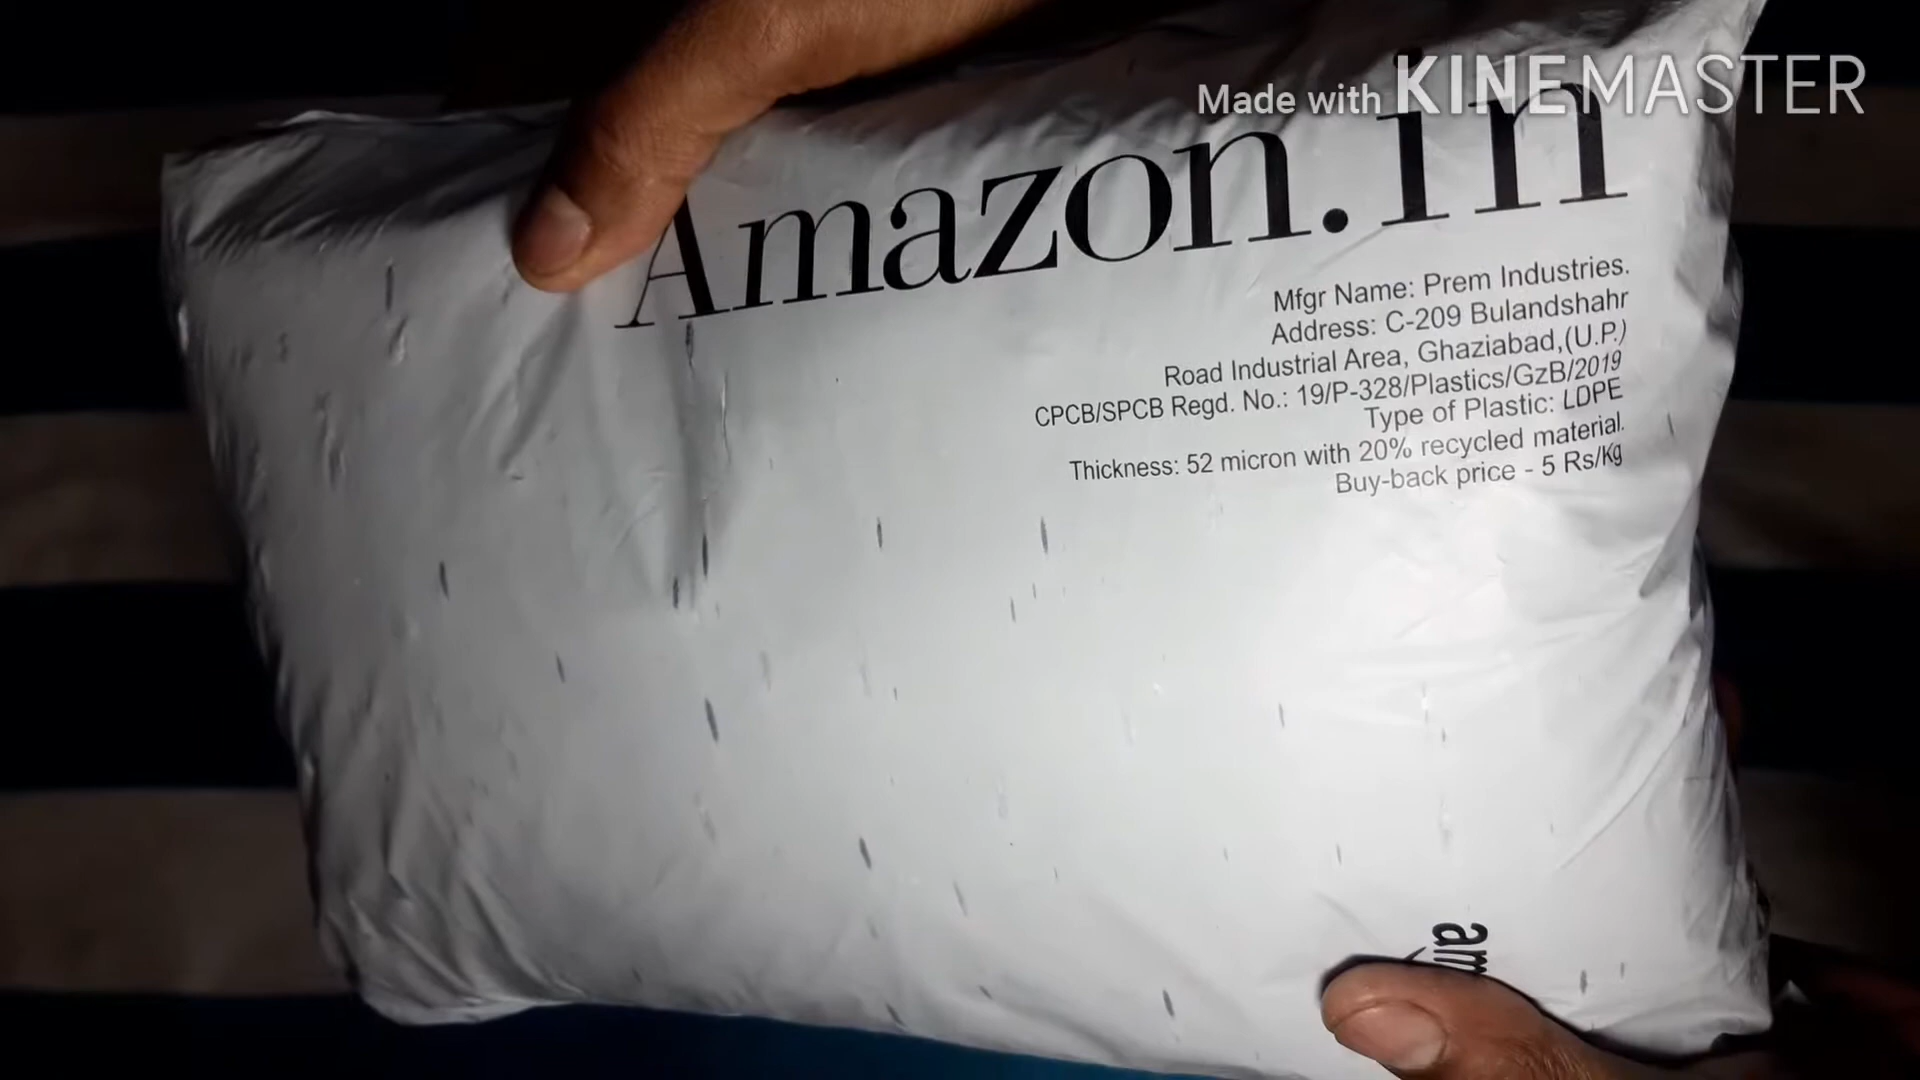 Made with KINEMASTER
Amazon.in
Mfgr Name: Prem Industries.
Address: C-209 Bulandshahr
Road Industrial Area, Ghaziabad,(U.P.)
CPCB/SPCB Regd. No.: 19/P-328/Plastics/GzB/2019
Type of Plastic: LDPE
Thickness: 52 micron with 20% recycled material.
Buy-back price - 5 Rs/Kg
am